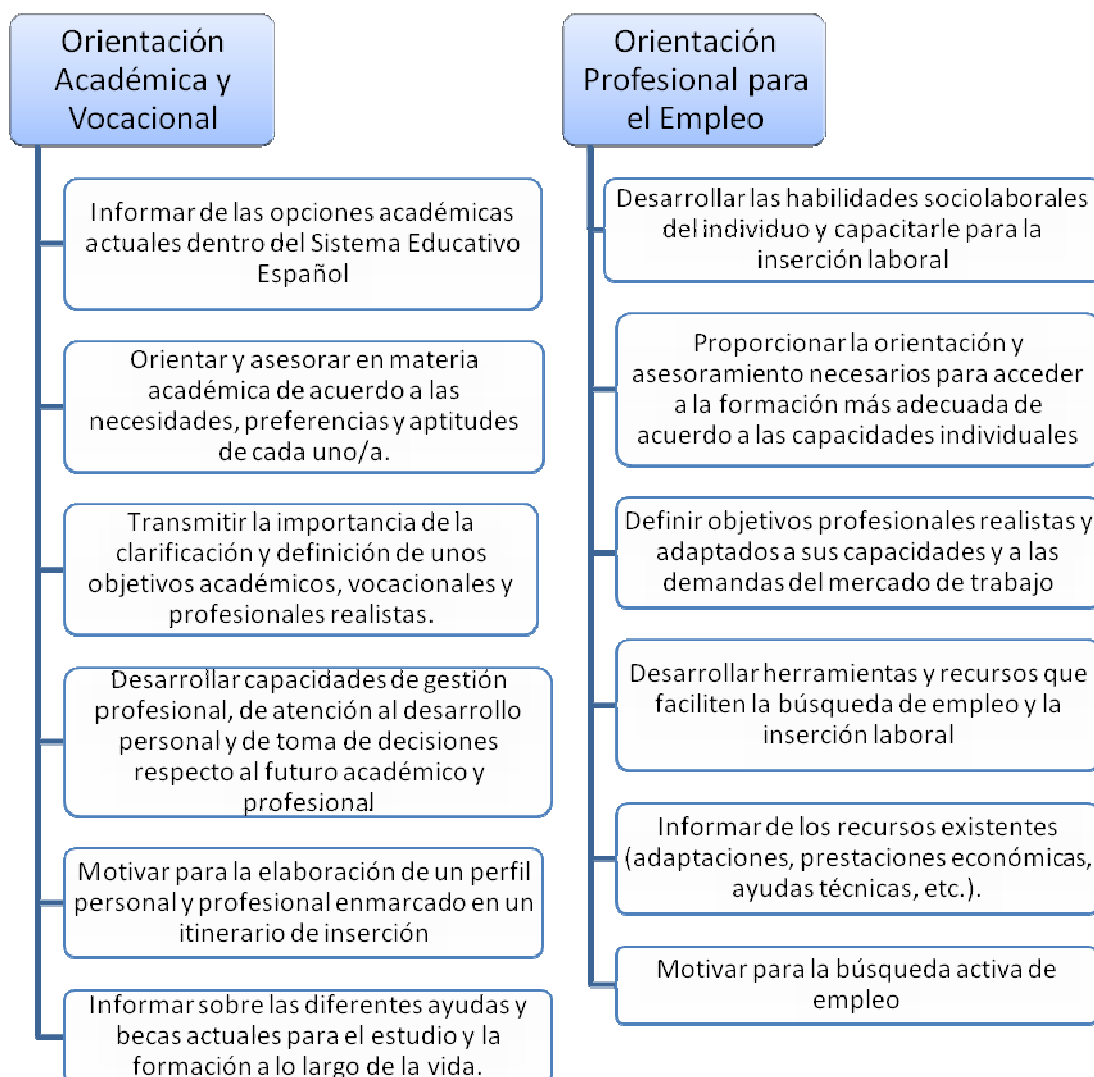 Orientación
Académica y
Vocacional
Informar de las opciones académicas
actuales dentro del Sistema Educativo
Español
Orientar y asesorar en materia
académica de acuerdo a las
necesidades, preferencias y aptitudes
de cada uno/a.
Transmitir la importancia de la
clarificación y definición de unos
objetivos académicos, vocacionales y
profesionales realistas.
Desarrollar capacidades de gestión
profesional, de atención al desarrollo
personal y de toma de decisiones
respecto al futuro académico y
profesional
Motivar para la elaboración de un perfil
personal y profesional enmarcado en un
itinerario de inserción
Informar sobre las diferentes ayudas y
becas actuales para el estudio y la
formación a lo largo de la vida.
Orientación
Profesional para
el Empleo
Desarrollar las habilidades sociolaborales
del individuo y capacitarle para la
inserción laboral
Proporcionar la orientación y
asesoramiento necesarios para acceder
a la formación más adecuada de
acuerdo a las capacidades individuales
Definir objetivos profesionales realistas y
adaptados a sus capacidades y a las
demandas del mercado de trabajo
Desarrollar herramientas y recursos que
faciliten la búsqueda de empleo y la
inserción laboral
Informar de los recursos existentes
(adaptaciones, prestaciones económicas,
ayudas técnicas, etc.).
Motivar para la búsqueda activa de
empleo